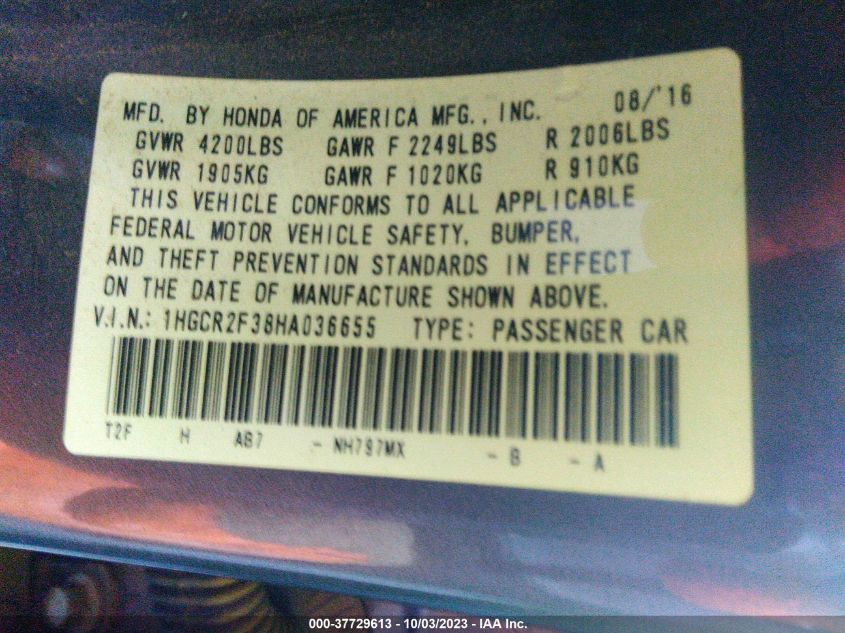 MFD. BY HONDA OF AMERICA MFG., INC. 08/'16
GVWR 4200LBS GAWR F 2249LBS R 2006LBS
GVWR 1905KG GAWR F 1020KG R 910KG
THIS VEHICLE CONFORMS TO ALL APPLICABLE
FEDERAL MOTOR VEHICLE SAFETY, BUMPER,
AND THEFT PREVENTION STANDARDS IN EFFECT
ON THE DATE OF MANUFACTURE SHOWN ABOVE.
V.I.N.: 1HGCR2F38HA036655 TYPE: PASSENGER CAR
T2F H AB7 - NH797MX - B - A
000-37729613 - 10/03/2023 - IAA Inc.